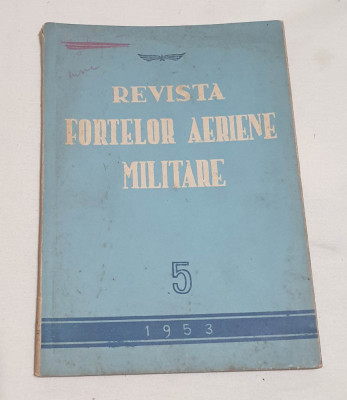 REVISTA
FORTELOR AERIENE
MILITARE
5
1953